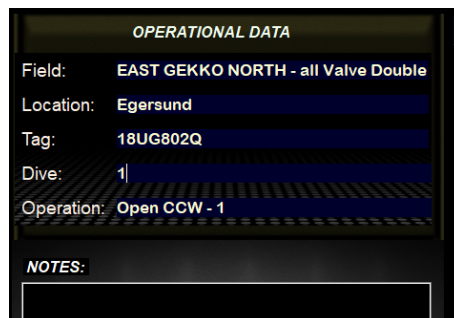 OPERATIONAL DATA
Field: EAST GEKKO NORTH - all Valve Double
Location: Egersund
Tag: 18UG802Q
Dive: 1
Operation: Open CCW - 1
NOTES: